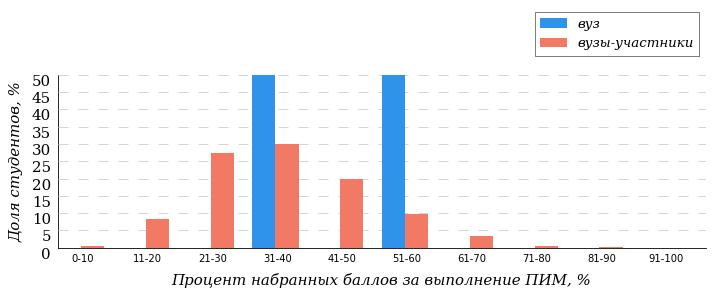 вуз
вузы-участники
Доля студентов, %
50
45
40
35
30
25
20
15
10
5
0
0-10 11-20 21-30 31-40 41-50 51-60 61-70 71-80 81-90 91-100
Процент набранных баллов за выполнение ПИМ, %